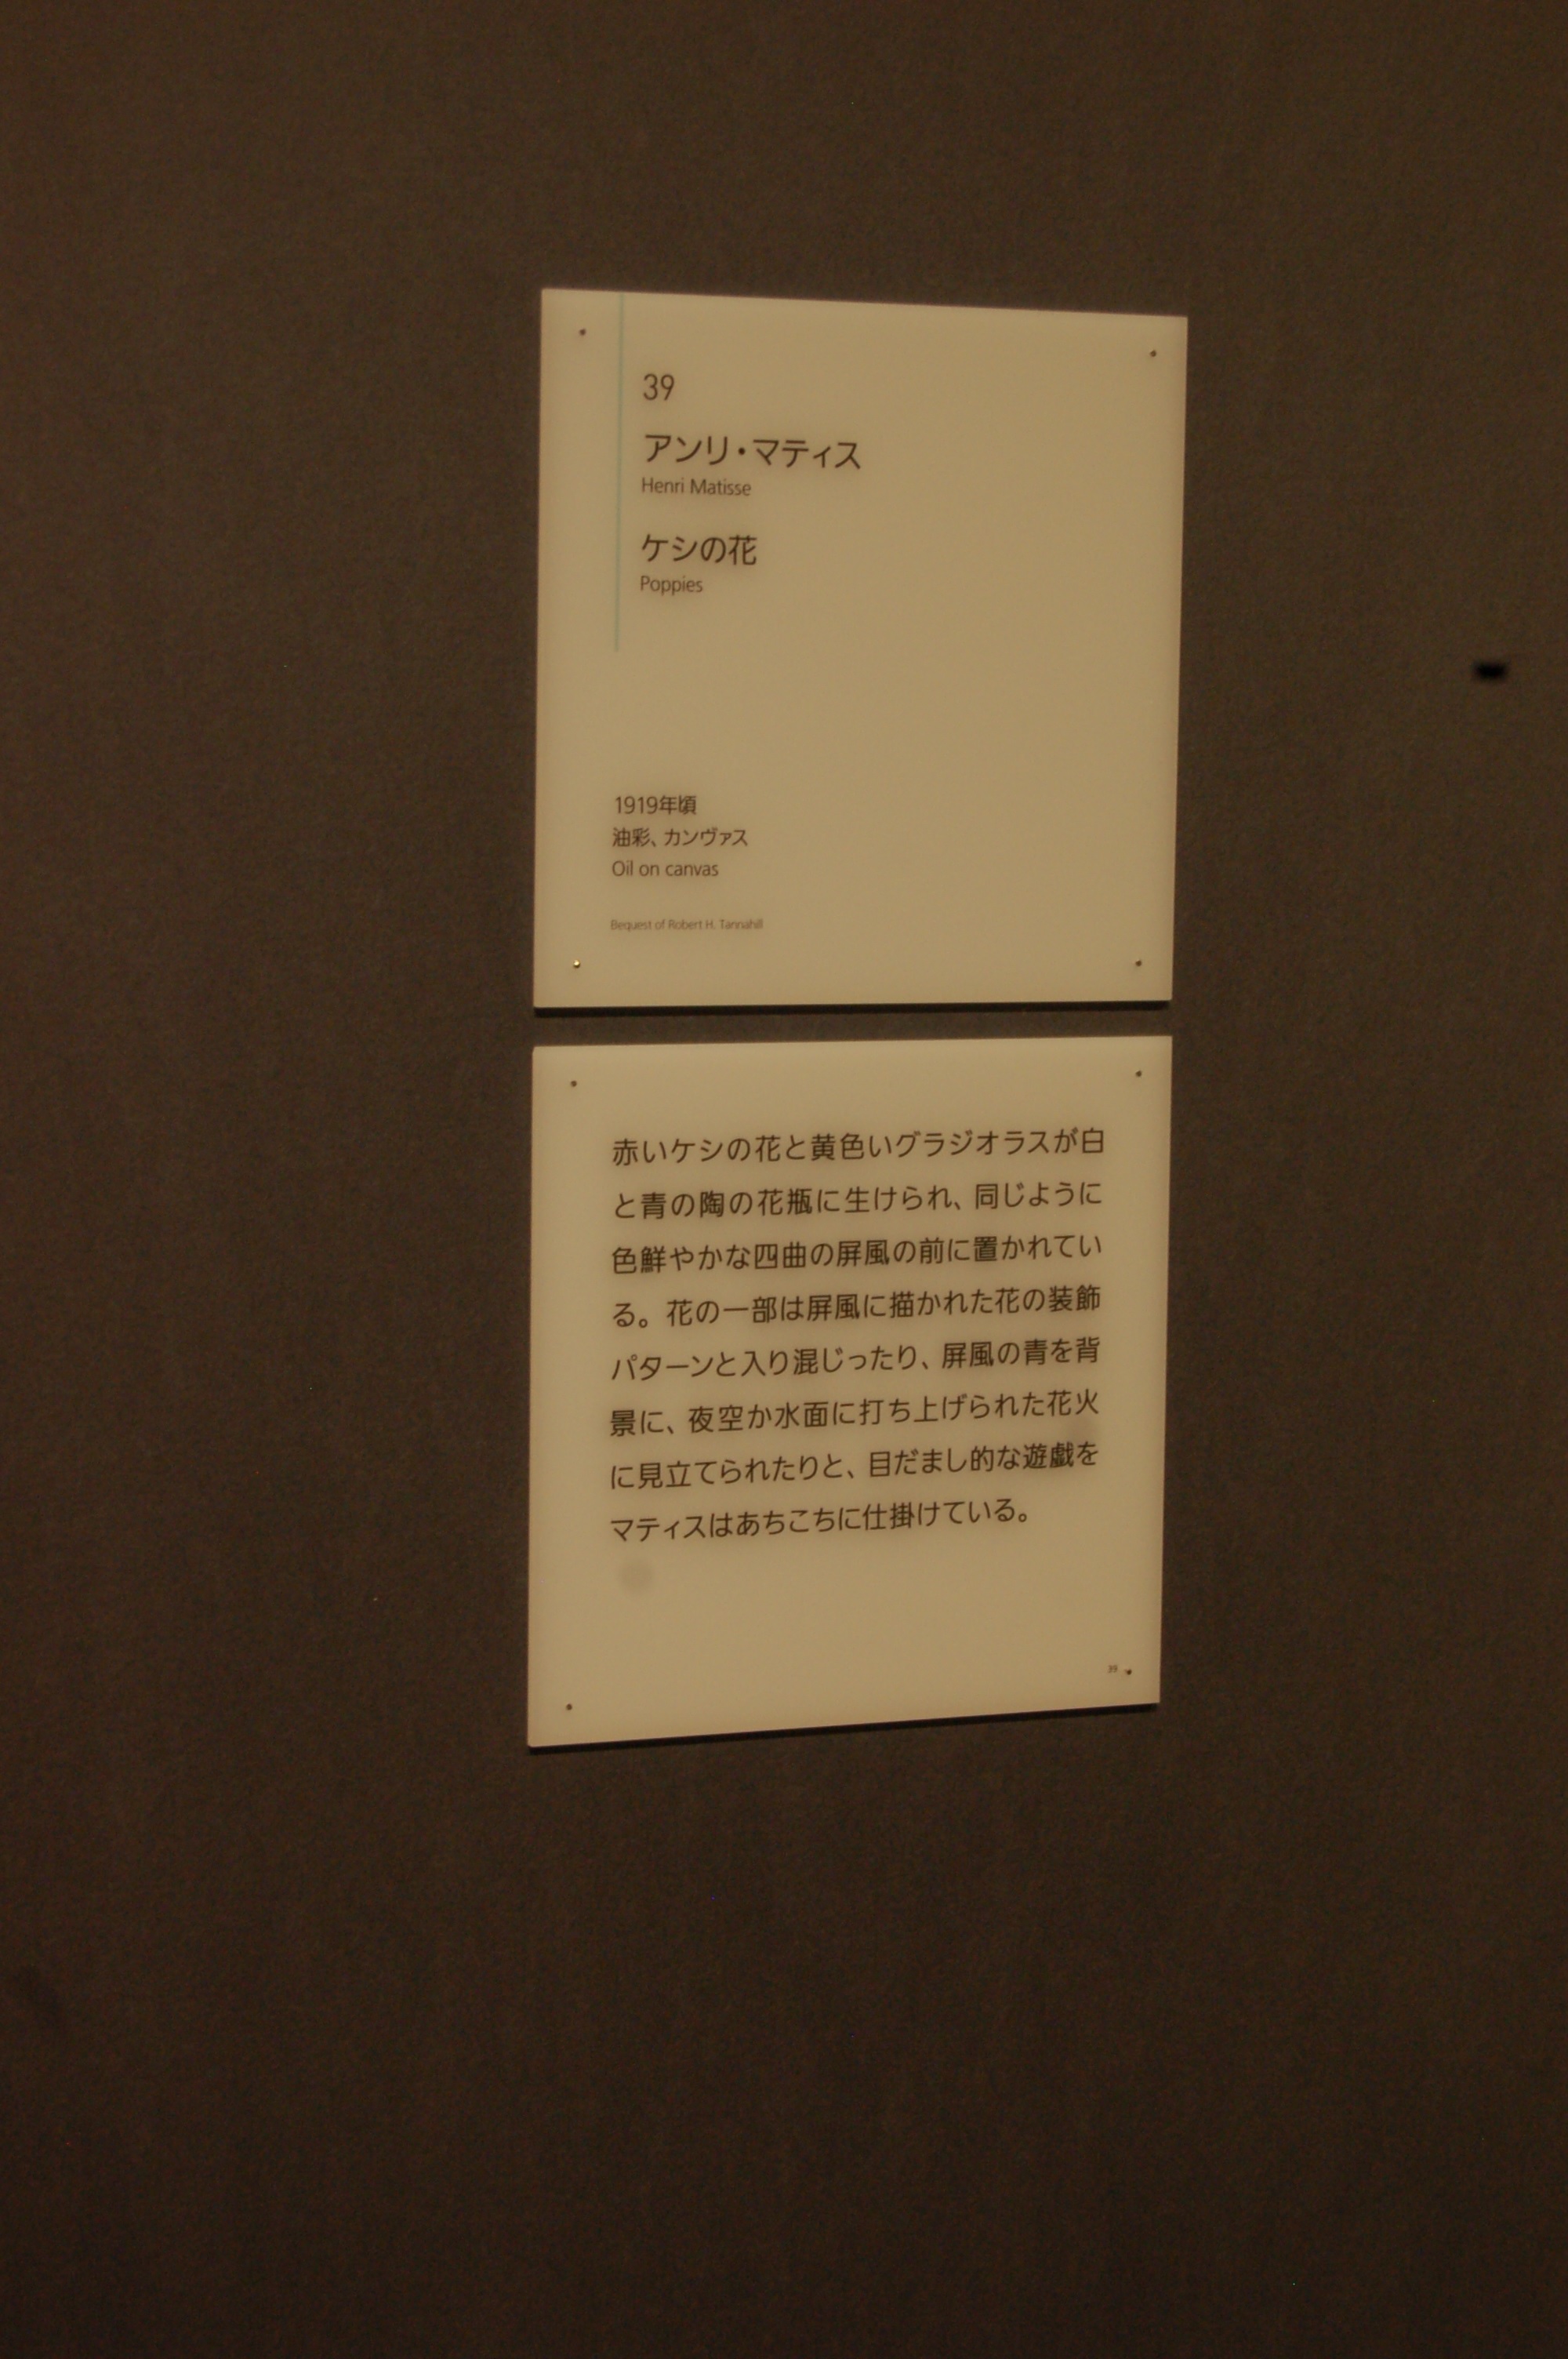 39
アンリ・マティス
Henri Matisse
ケシの花
Poppies
1919年頃
油彩、カンヴァス
Oil on canvas
Bequest of Robert H. Tannahill
赤いケシの花と黄色いグラジオラスが白
と青の陶の花瓶に生けられ、同じように
色鮮やかな四曲の屏風の前に置かれてい
る。花の一部は屏風に描かれた花の装飾
パターンと入り混じったり、屏風の青を背
景に、夜空か水面に打ち上げられた花火
に見立てられたりと、目だまし的な遊戯を
マティスはあちこちに仕掛けている。
39